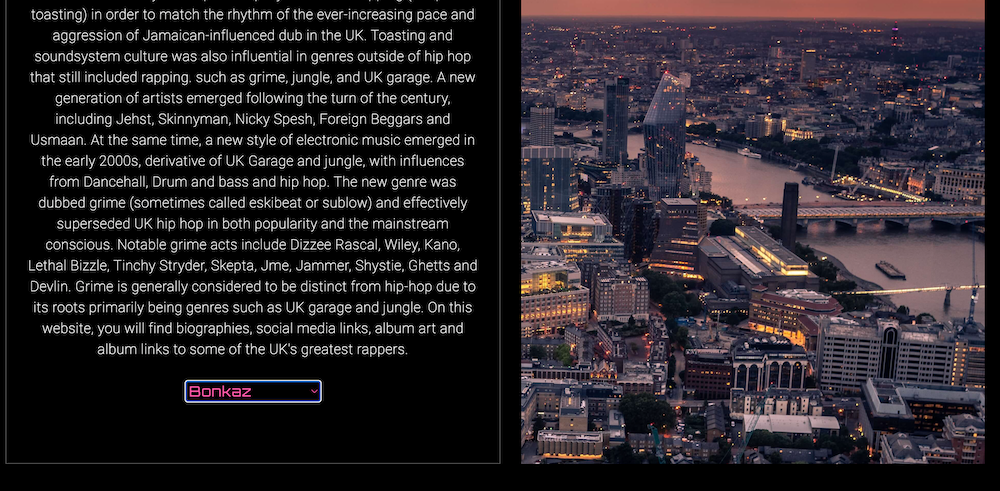 toasting) in order to match the rhythm of the ever-increasing pace and
aggression of Jamaican-influenced dub in the UK. Toasting and
soundsystem culture was also influential in genres outside of hip hop
that still included rapping. such as grime, jungle, and UK garage. A new
generation of artists emerged following the turn of the century,
including Jehst, Skinnyman, Nicky Spesh, Foreign Beggars and
Usmaan. At the same time, a new style of electronic music emerged in
the early 2000s, derivative of UK Garage and jungle, with influences
from Dancehall, Drum and bass and hip hop. The new genre was
dubbed grime (sometimes called eskibeat or sublow) and effectively
superseded UK hip hop in both popularity and the mainstream
conscious. Notable grime acts include Dizzee Rascal, Wiley, Kano,
Lethal Bizzle, Tinchy Stryder, Skepta, Jme, Jammer, Shystie, Ghetts and
Devlin. Grime is generally considered to be distinct from hip-hop due to
its roots primarily being genres such as UK garage and jungle. On this
website, you will find biographies, social media links, album art and
album links to some of the UK's greatest rappers.
Bonkaz